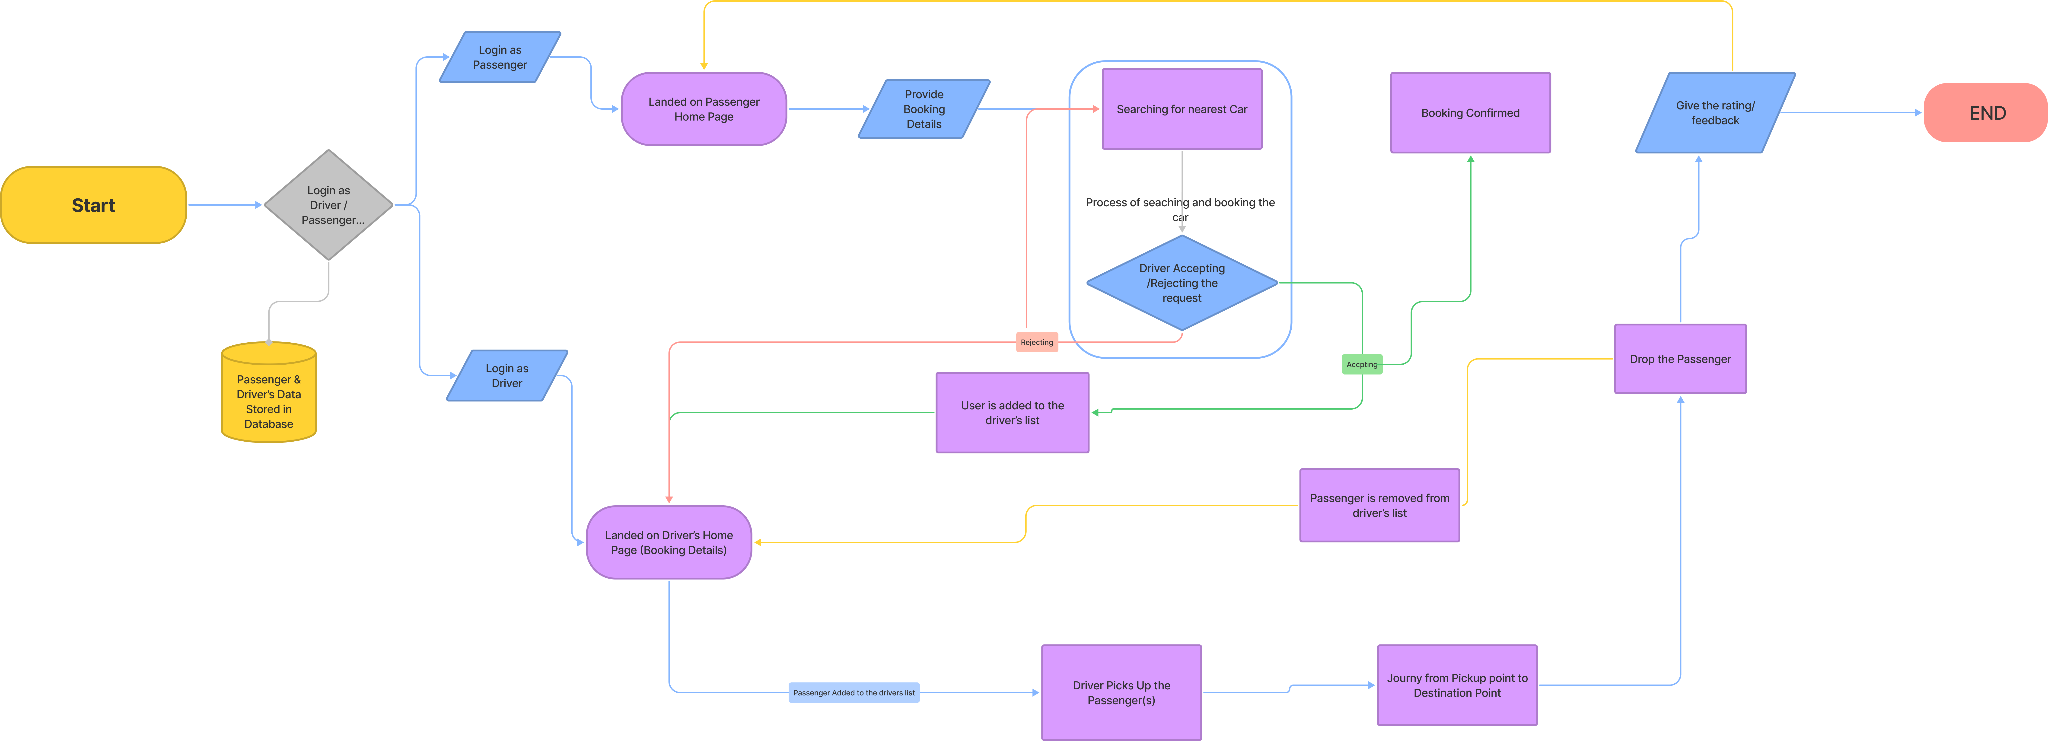 Start
Login as
Driver /
Passenger...
Passenger &
Driver's Data
Stored in
Database
Login as
Passenger
Login as
Driver
Landed on Passenger
Home Page
Provide
Booking
Details
Searching for nearest Car
Process of seaching and booking the
car
Driver Accepting
/Rejecting the
request
Rejecting
Accpting
Booking Confirmed
User is added to the
driver's list
Landed on Driver's Home
Page (Booking Details)
Passenger is removed from
driver's list
Passenger Added to the drivers list
Driver Picks Up the
Passenger(s)
Journy from Pickup point to
Destination Point
Drop the Passenger
Give the rating/
feedback
END